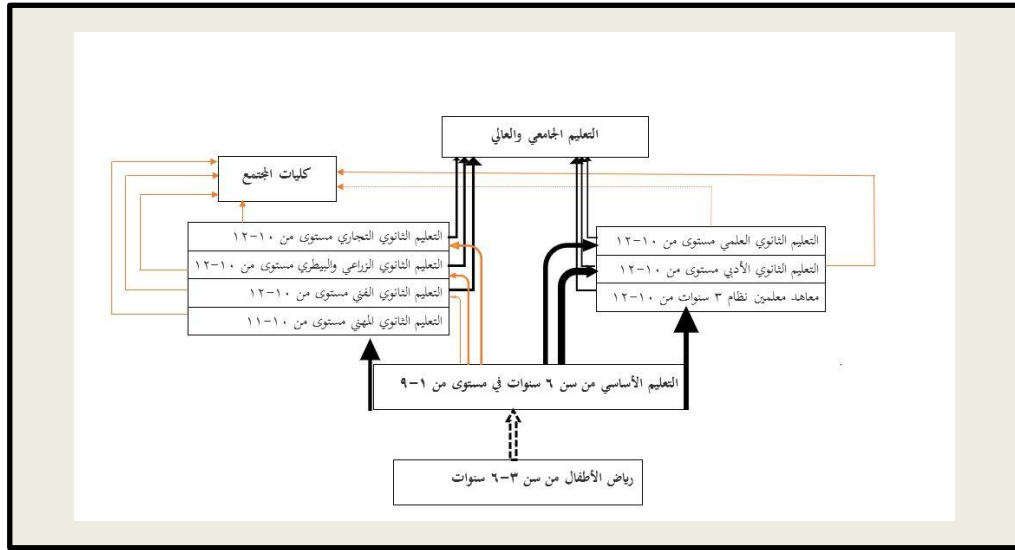 التعليم الجامعي والعالي
كليات المجتمع
التعليم الثانوي التجاري مستوى من ١٠-١٢
التعليم الثانوي الزراعي والبيطري مستوى من ١٠-١٢
التعليم الثانوي الفني مستوى من ١٠-١٢
التعليم الثانوي المهني مستوى من ١٠-١١
التعليم الثانوي العلمي مستوى من ١٠-١٢
التعليم الثانوي الأدبي مستوى من ١٠-١٢
معاهد معلمين نظام ٣ سنوات من ١٠-١٢
التعليم الأساسي من سن ٦ سنوات في مستوى من ١-٩
رياض الأطفال من سن ٣-٦ سنوات